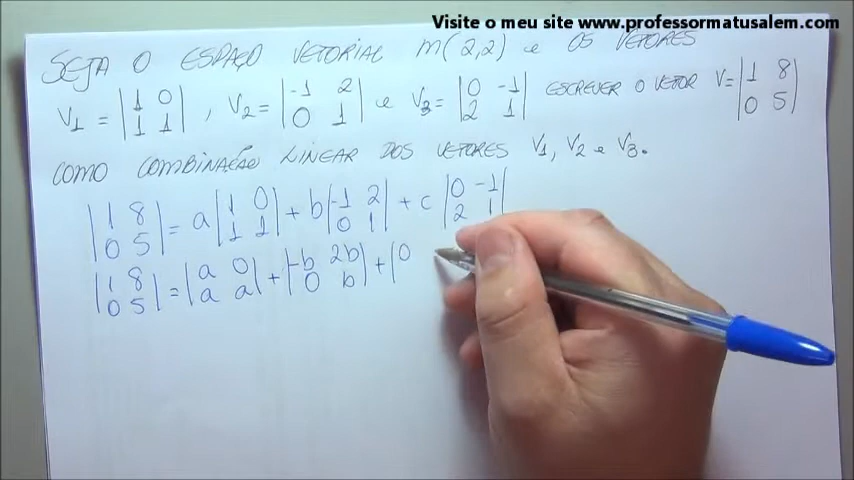 Visite o meu site www.professormatusalem.com
SEJA O ESPAÇO VETORIAL m(2,2) e OS VETORES
V1 = |1 0; 1 1|, V2 = |-1 2; 0 1| e V3 = |0 -1; 2 1| ESCREVER O VETOR V = |1 8; 0 5|
COMO COMBINAÇÃO LINEAR DOS VETORES V1, V2 e V3.
|1 8; 0 5| = a |1 0; 1 1| + b |-1 2; 0 1| + c |0 -1; 2 1|
|1 8; 0 5| = |a 0; a a| + |-b 2b; 0 b| + |0